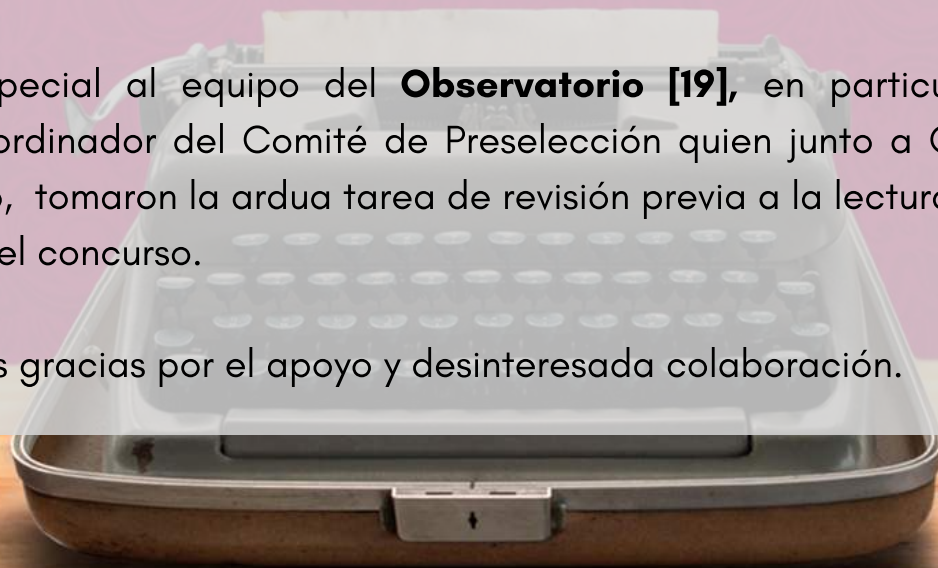 pecial al equipo del Observatorio [19], en particu
ordinador del Comité de Preselección quien junto a
, tomaron la ardua tarea de revisión previa a la lectura
el concurso.
s gracias por el apoyo y desinteresada colaboración.